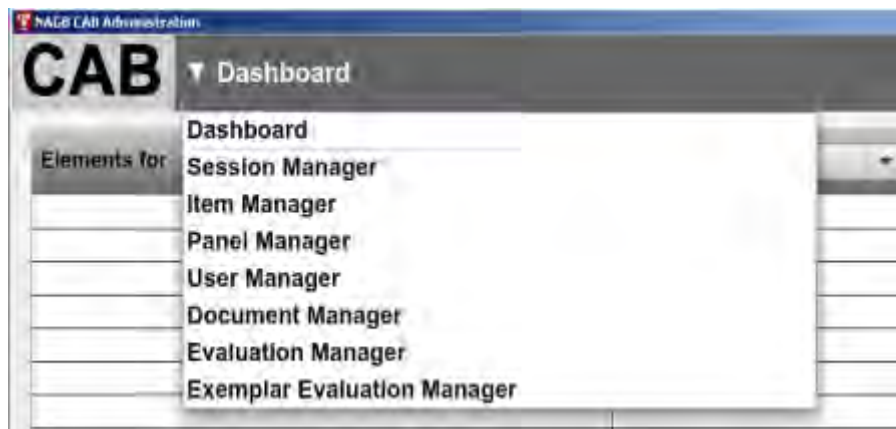 NAGB CAB Administration
CAB
Dashboard
Dashboard
Elements for
Session Manager
Item Manager
Panel Manager
User Manager
Document Manager
Evaluation Manager
Exemplar Evaluation Manager